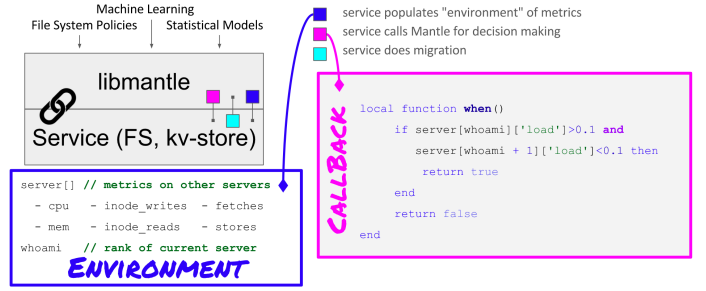 Machine Learning
File System Policies
Statistical Models
libmantle
Service (FS, kv-store)
service populates "environment" of metrics
service calls Mantle for decision making
service does migration
server[] // metrics on other servers
- cpu - inode_writes - fetches
- mem - inode_reads - stores
whoami // rank of current server
ENVIRONMENT
CALLBACK
local function when()
if server[whoami]['load']>0.1 and
server[whoami + 1]['load']<0.1 then
return true
end
return false
end